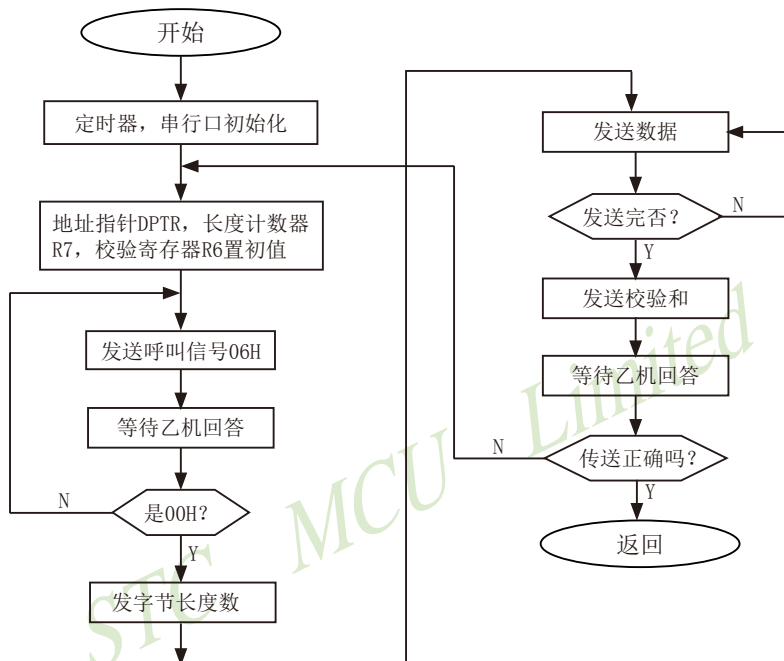 开始
定时器，串行口初始化
地址指针DPTR，长度计数器
R7，校验寄存器R6置初值
发送呼叫信号06H
等待乙机回答
是00H？
N
Y
发字节长度数
发送数据
发送完否？
N
Y
发送校验和
等待乙机回答
传送正确吗？
N
Y
返回
STC MCU Limited